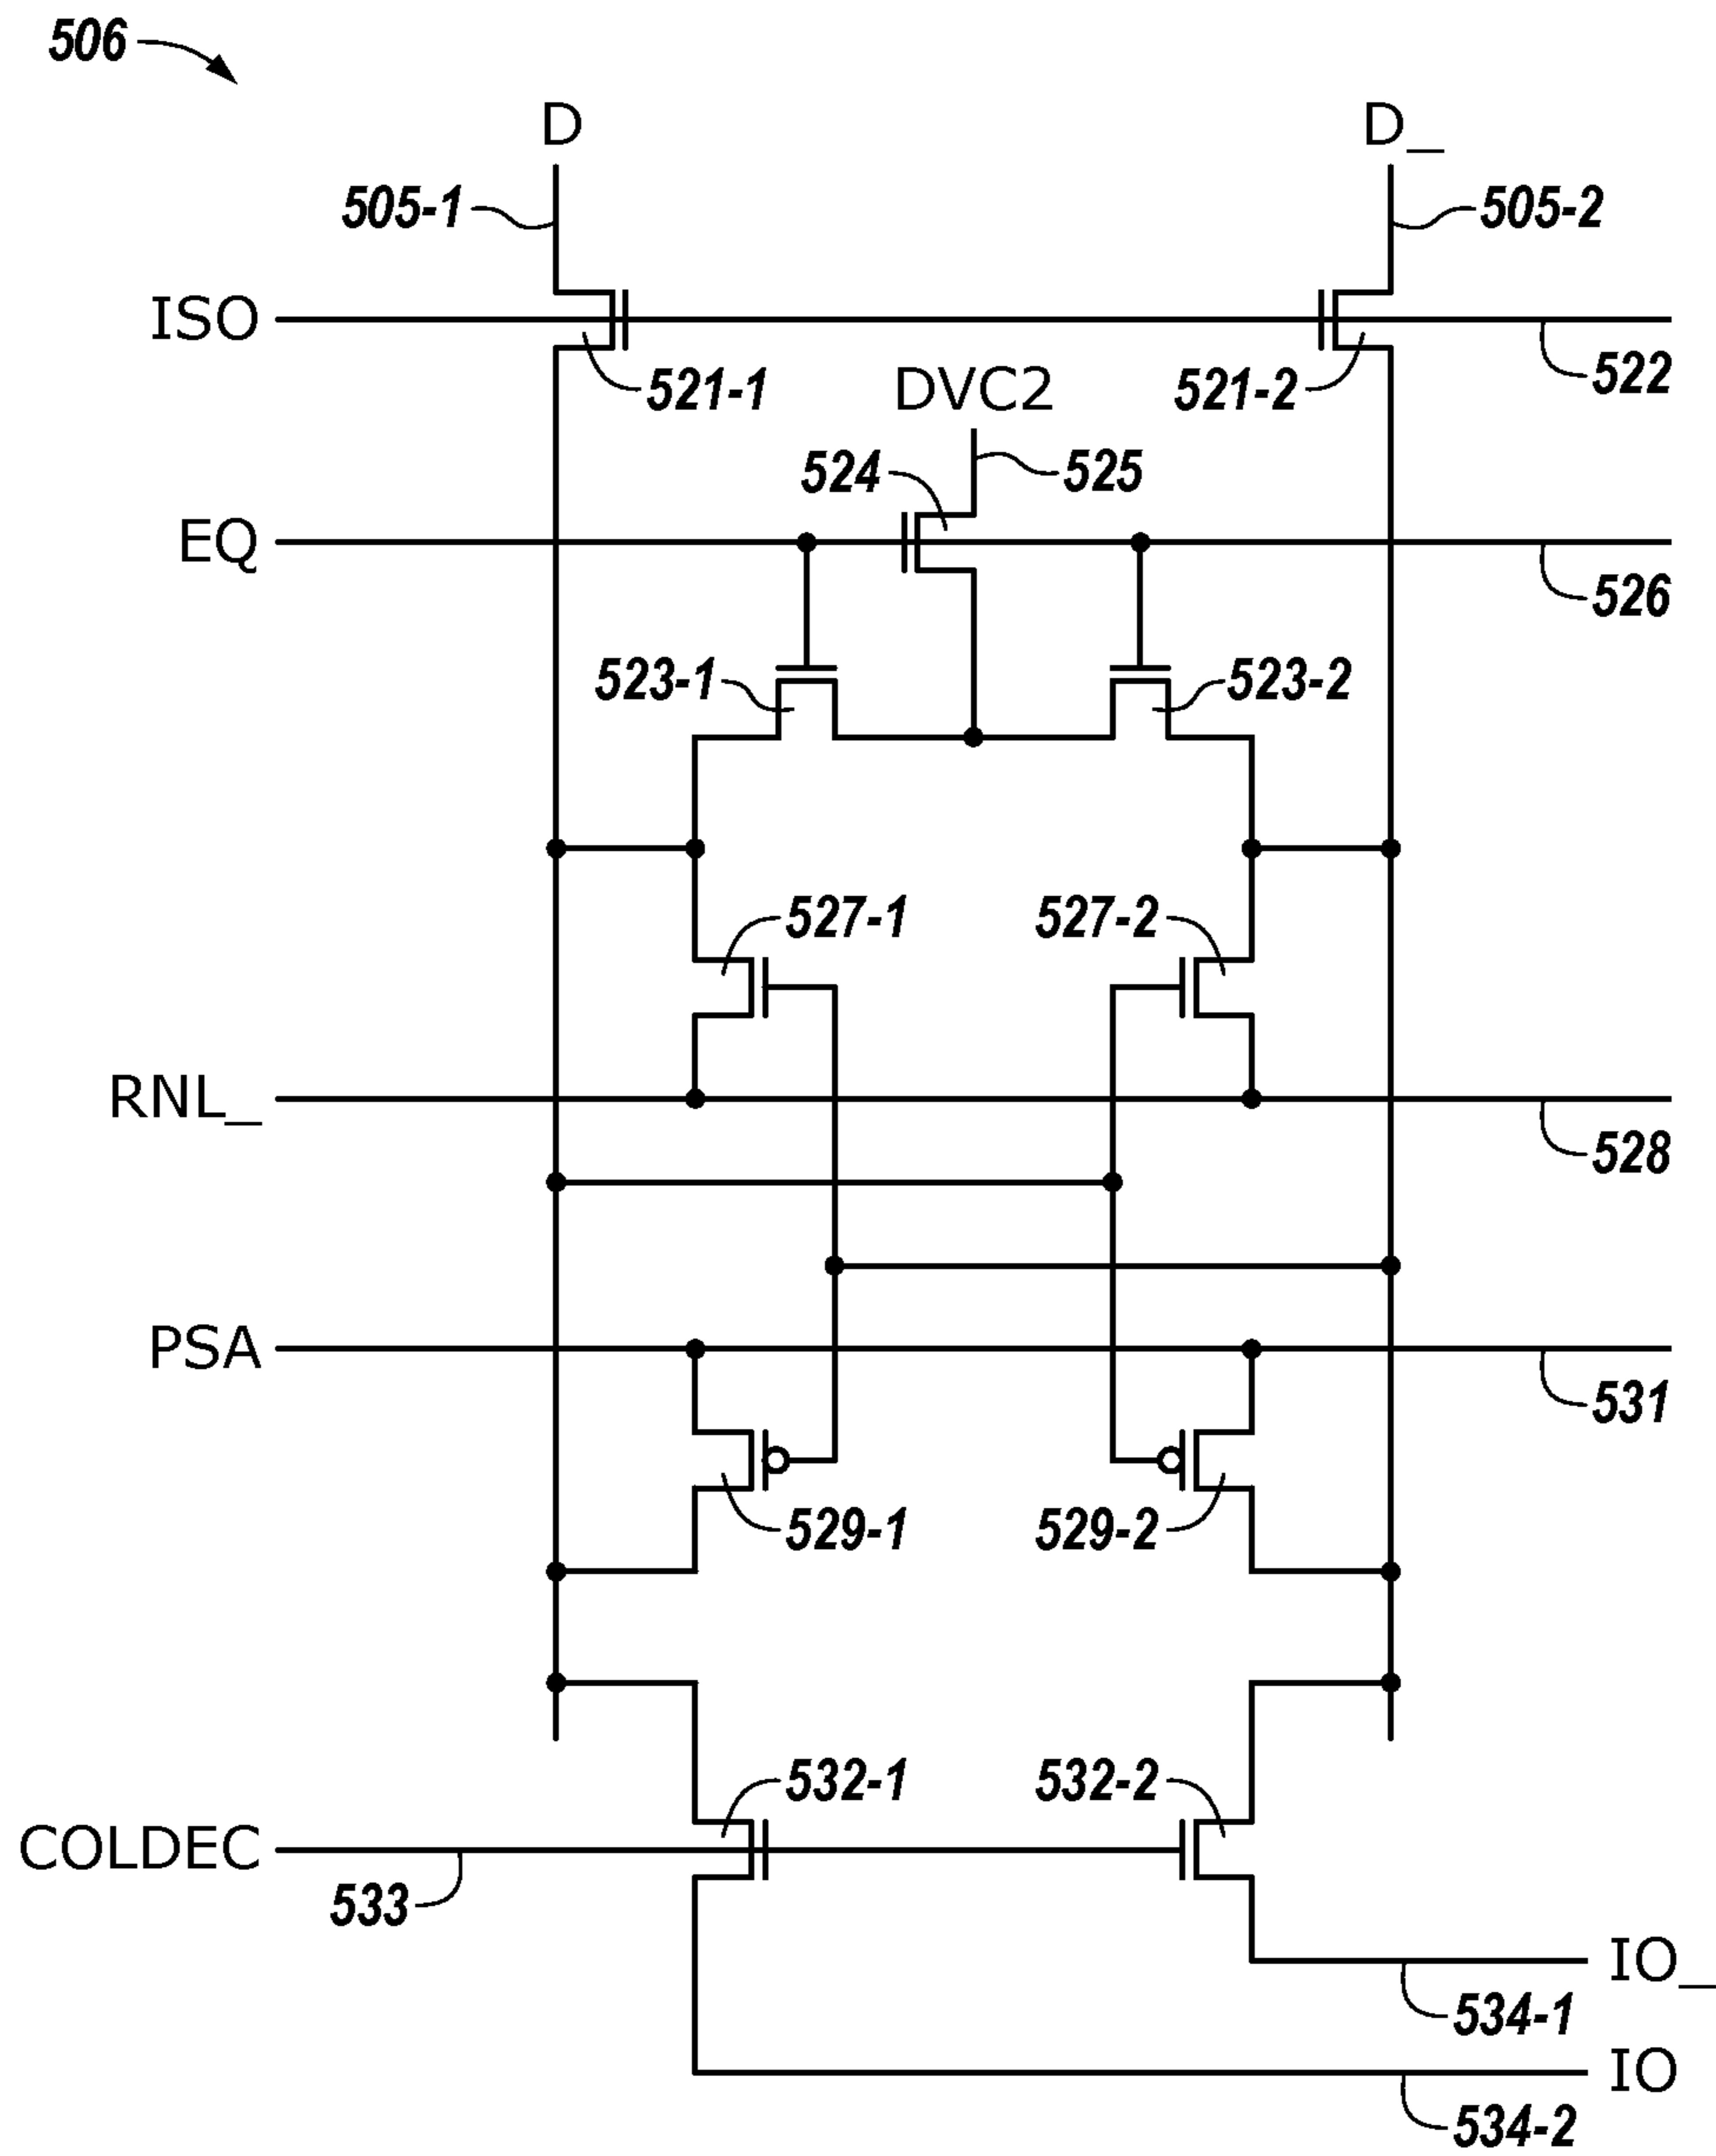 506
D D_
505-1 505-2
ISO
521-1 DVC2 521-2 522
524 525
EQ
526
523-1 523-2
527-1 527-2
RNL_
528
PSA
531
529-1 529-2
532-1 532-2
COLDEC
533
IO_
534-1
IO
534-2